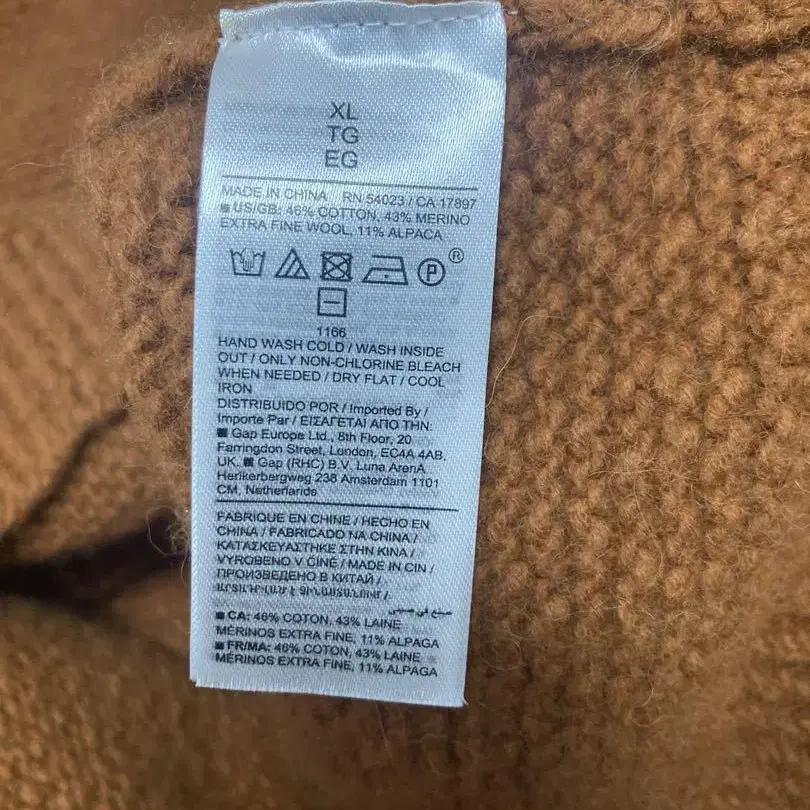 XL
TG
EG
MADE IN CHINA RN 54023 / CA 17897
■ US/GB: 46% COTTON, 43% MERINO
EXTRA FINE WOOL, 11% ALPACA
P ®
1166
HAND WASH COLD / WASH INSIDE
OUT / ONLY NON-CHLORINE BLEACH
WHEN NEEDED / DRY FLAT / COOL
IRON
DISTRIBUIDO POR / Imported By /
Importe Par / ΕΙΣΑΓΕΤΑΙ ΑΠΟ ΤΗΝ:
■ Gap Europe Ltd., 8th Floor, 20
Farringdon Street, London, EC4A 4AB,
UK. ■ Gap (RHC) B.V. Luna ArenA
Herikerbergweg 238 Amsterdam 1101
CM, Netherlands
FABRIQUE EN CHINE / HECHO EN
CHINA / FABRICADO NA CHINA /
ΚΑΤΑΣΚΕΥΑΣΤΗΚΕ ΣΤΗΝ ΚΙΝΑ /
VYROBENO V ČÍNĚ / MADE IN CIN /
ПРОИЗВЕДЕНО В КИТАЙ /
صنع في صيني
■ CA: 46% COTON, 43% LAINE
MÉRINOS EXTRA FINE, 11% ALPAGA
■ FR/MA: 46% COTON, 43% LAINE
MÉRINOS EXTRA FINE, 11% ALPAGA